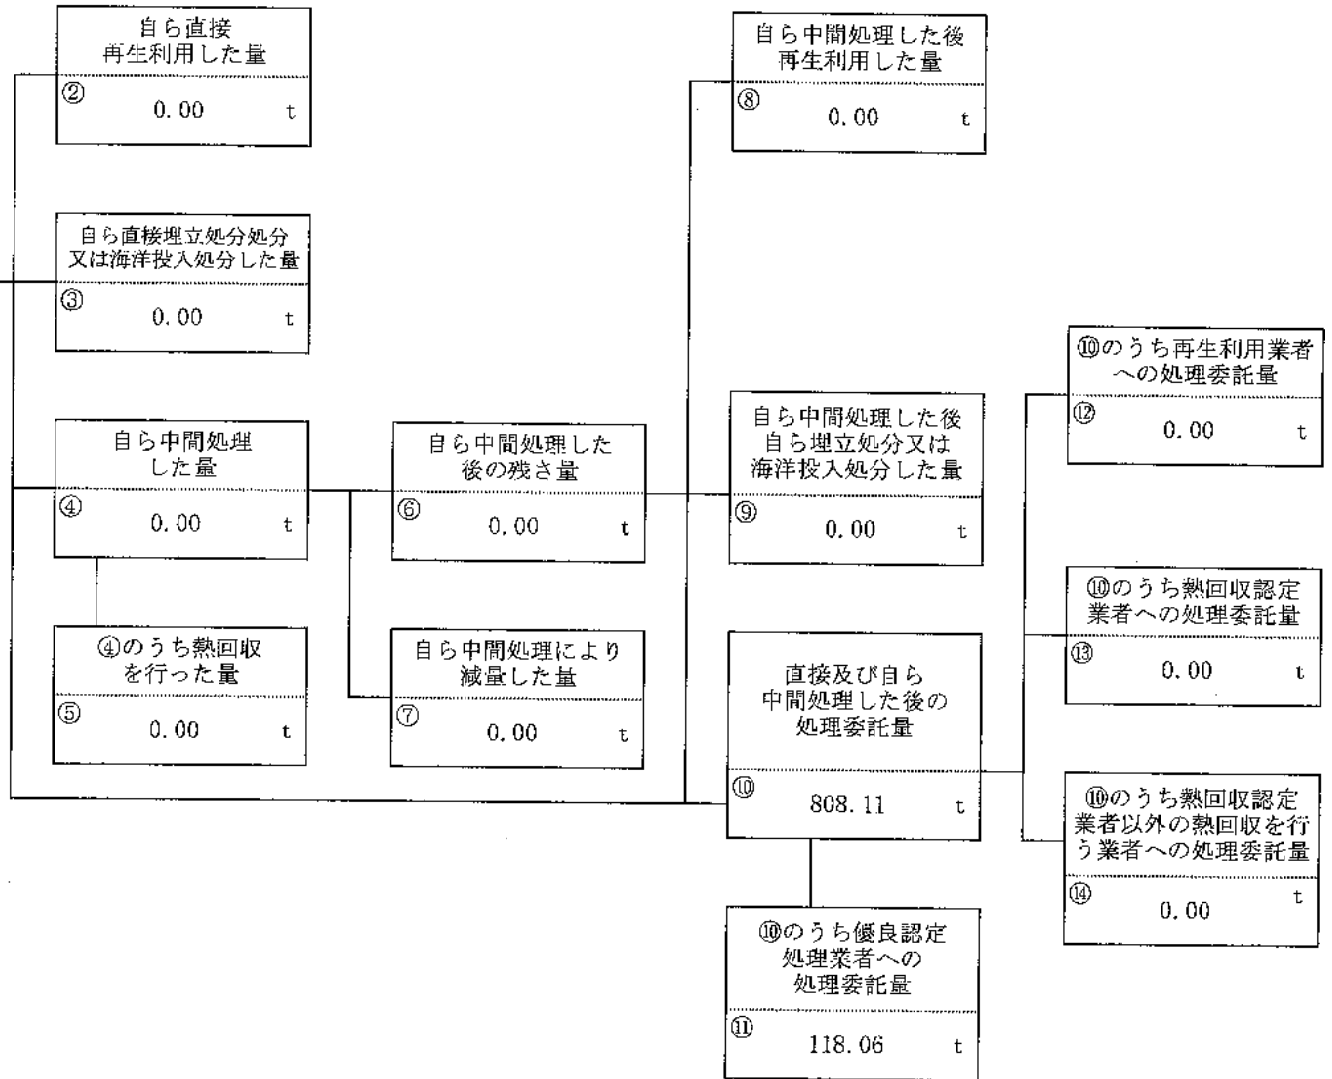 自ら直接
再生利用した量
②
0.00 t
自ら直接埋立処分処分
又は海洋投入処分した量
③
0.00 t
自ら中間処理
した量
④
0.00 t
④のうち熱回収
を行った量
⑤
0.00 t
自ら中間処理した
後の残さ量
⑥
0.00 t
自ら中間処理により
減量した量
⑦
0.00 t
自ら中間処理した後
再生利用した量
⑧
0.00 t
自ら中間処理した後
自ら埋立処分又は
海洋投入処分した量
⑨
0.00 t
直接及び自ら
中間処理した後の
処理委託量
⑩
808.11 t
⑩のうち優良認定
処理業者への
処理委託量
⑪
118.06 t
⑩のうち再生利用業者
への処理委託量
⑫
0.00 t
⑩のうち熱回収認定
業者への処理委託量
⑬
0.00 t
⑩のうち熱回収認定
業者以外の熱回収を行
う業者への処理委託量
⑭
0.00 t